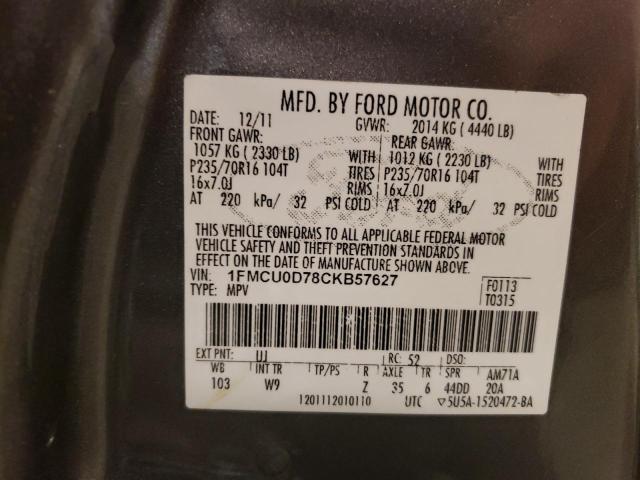 MFD. BY FORD MOTOR CO.
DATE: 12/11 GVWR: 2014 KG ( 4440 LB)
FRONT GAWR: REAR GAWR:
1057 KG ( 2330 LB) WITH 1012 KG ( 2230 LB) WITH
P235/70R16 104T TIRES P235/70R16 104T TIRES
16x7.0J RIMS 16x7.0J RIMS
AT 220 kPa/ 32 PSI COLD AT 220 kPa/ 32 PSI COLD
THIS VEHICLE CONFORMS TO ALL APPLICABLE FEDERAL MOTOR
VEHICLE SAFETY AND THEFT PREVENTION STANDARDS IN
EFFECT ON THE DATE OF MANUFACTURE SHOWN ABOVE.
VIN: 1FMCU0D78CKB57627 F0113
TYPE: MPV T0315
EXT PNT: UJ RC: 52 DSO:
WB INT TR TP/PS R AXLE TR SPR AM71A
103 W9 Z 35 6 44DD 20A
1201112010110 UTC ▽5U5A-1520472-BA